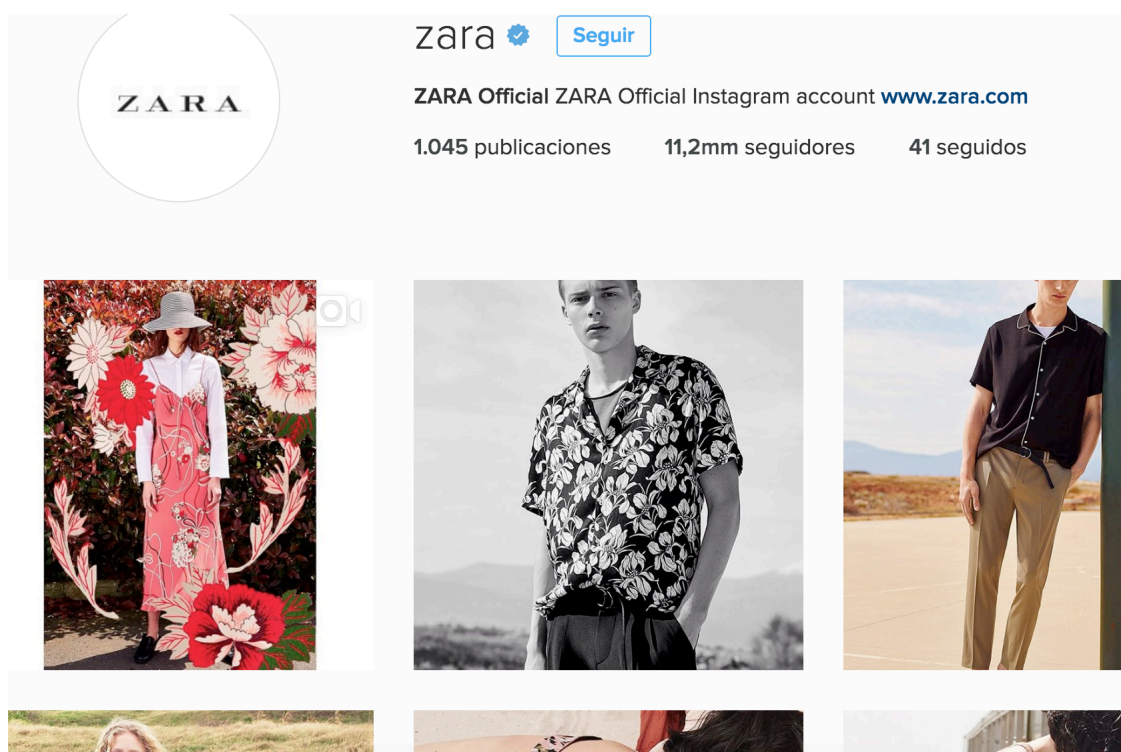 ZARA
zara Seguir
ZARA Official ZARA Official Instagram account www.zara.com
1.045 publicaciones 11,2mm seguidores 41 seguidos